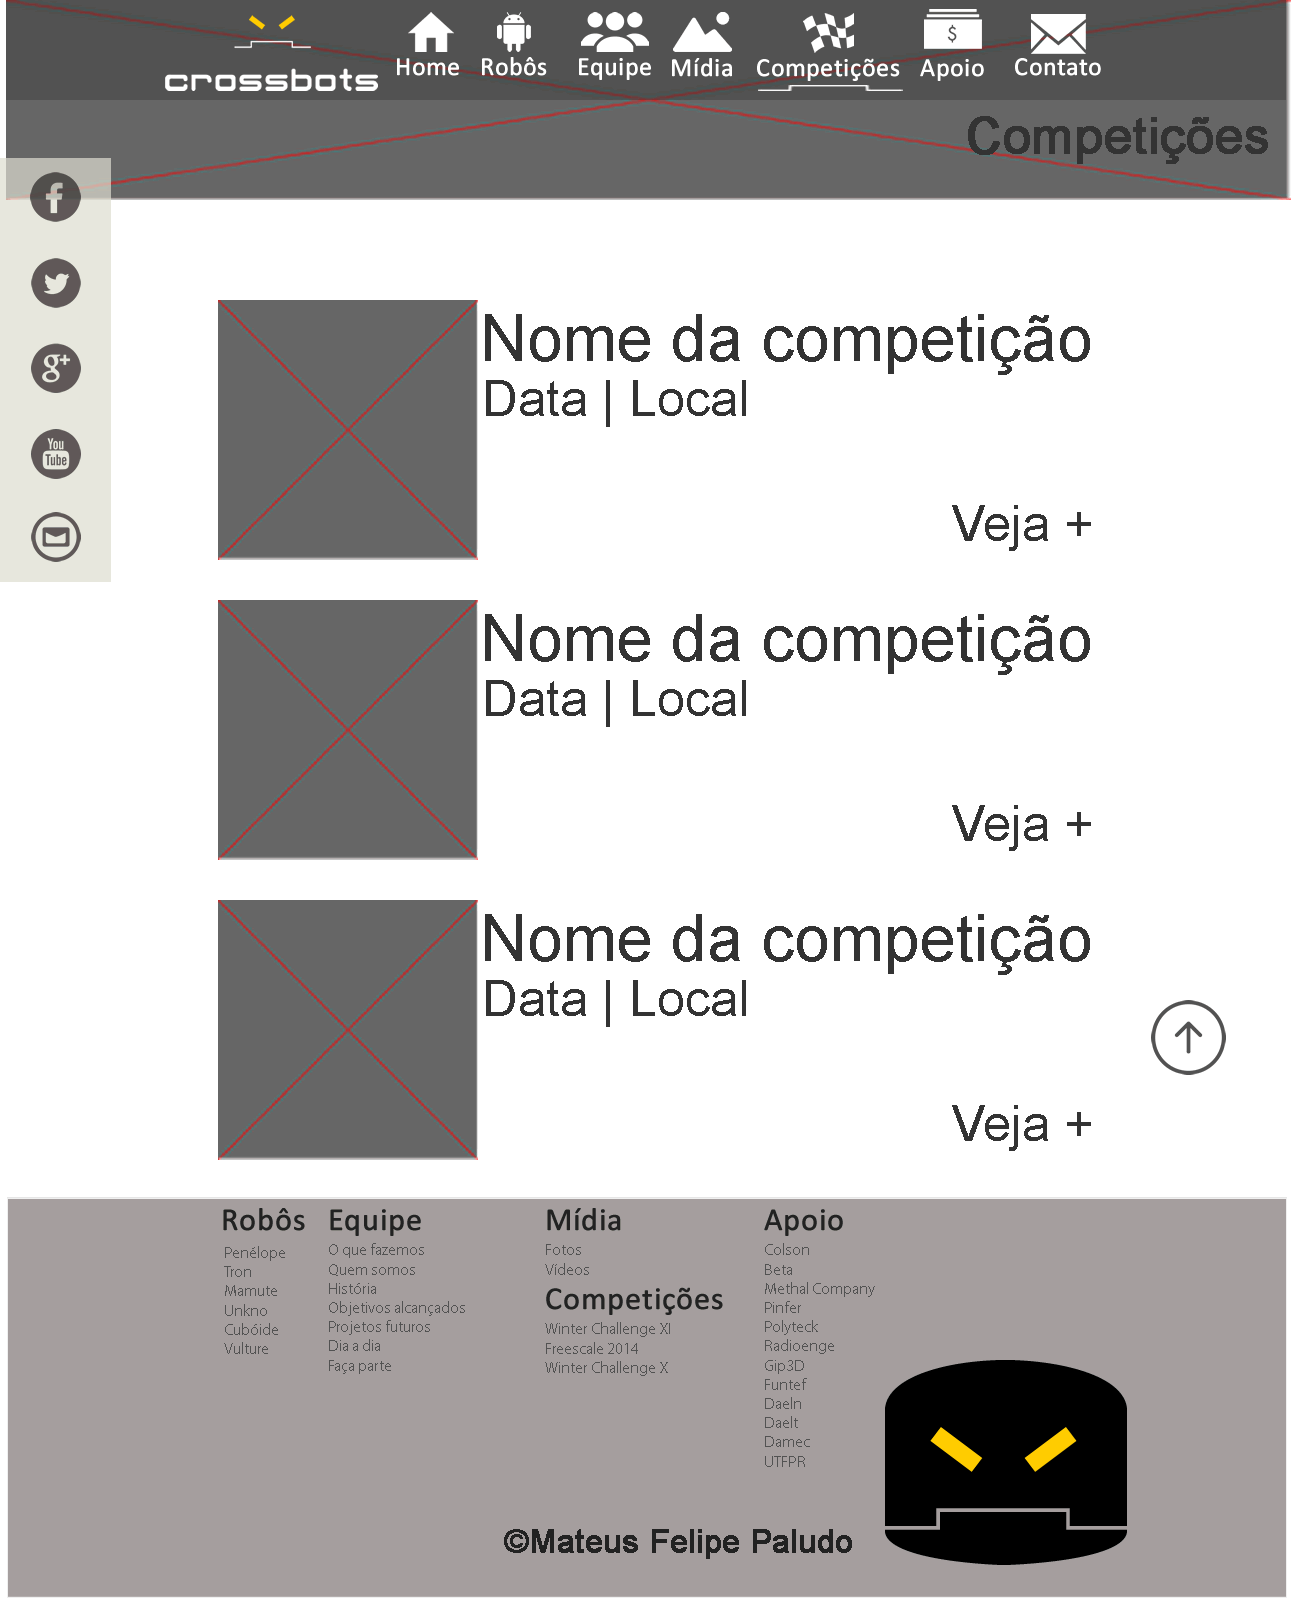 crossbots
Home
Robôs
Equipe
Mídia
Competições
Apoio
$
Contato
Competições
f
g+
You
Tube
Nome da competição
Data | Local
Veja +
Nome da competição
Data | Local
Veja +
Nome da competição
Data | Local
Veja +
Robôs
Penélope
Tron
Mamute
Unkno
Cubóide
Vulture
Equipe
O que fazemos
Quem somos
História
Objetivos alcançados
Projetos futuros
Dia a dia
Faça parte
Mídia
Fotos
Vídeos
Competições
Winter Challenge XI
Freescale 2014
Winter Challenge X
Apoio
Colson
Beta
Methal Company
Pinfer
Polyteck
Radioenge
Gip3D
Funtef
Daeln
Daelt
Damec
UTFPR
©Mateus Felipe Paludo